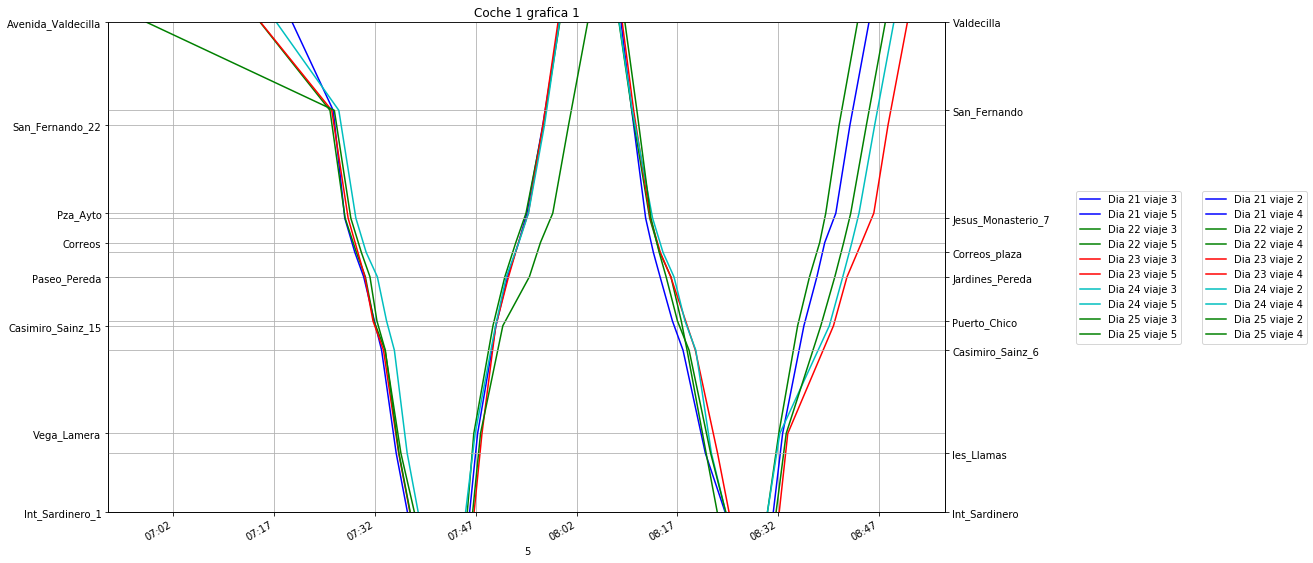 Coche 1 grafica 1
Avenida_Valdecilla
San_Fernando_22
Pza_Ayto
Correos
Paseo_Pereda
Casimiro_Sainz_15
Vega_Lamera
Int_Sardinero_1
Valdecilla
San_Fernando
Jesus_Monasterio_7
Correos_plaza
Jardines_Pereda
Puerto_Chico
Casimiro_Sainz_6
Ies_Llamas
Int_Sardinero
07:02
07:17
07:32
07:47
08:02
08:17
08:32
08:47
5
Dia 21 viaje 3
Dia 21 viaje 5
Dia 22 viaje 3
Dia 22 viaje 5
Dia 23 viaje 3
Dia 23 viaje 5
Dia 24 viaje 3
Dia 24 viaje 5
Dia 25 viaje 3
Dia 25 viaje 5
Dia 21 viaje 2
Dia 21 viaje 4
Dia 22 viaje 2
Dia 22 viaje 4
Dia 23 viaje 2
Dia 23 viaje 4
Dia 24 viaje 2
Dia 24 viaje 4
Dia 25 viaje 2
Dia 25 viaje 4